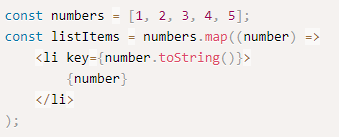 const numbers = [1, 2, 3, 4, 5];
const listItems = numbers.map((number) =>
    <li key={number.toString()}>
        {number}
    </li>
);